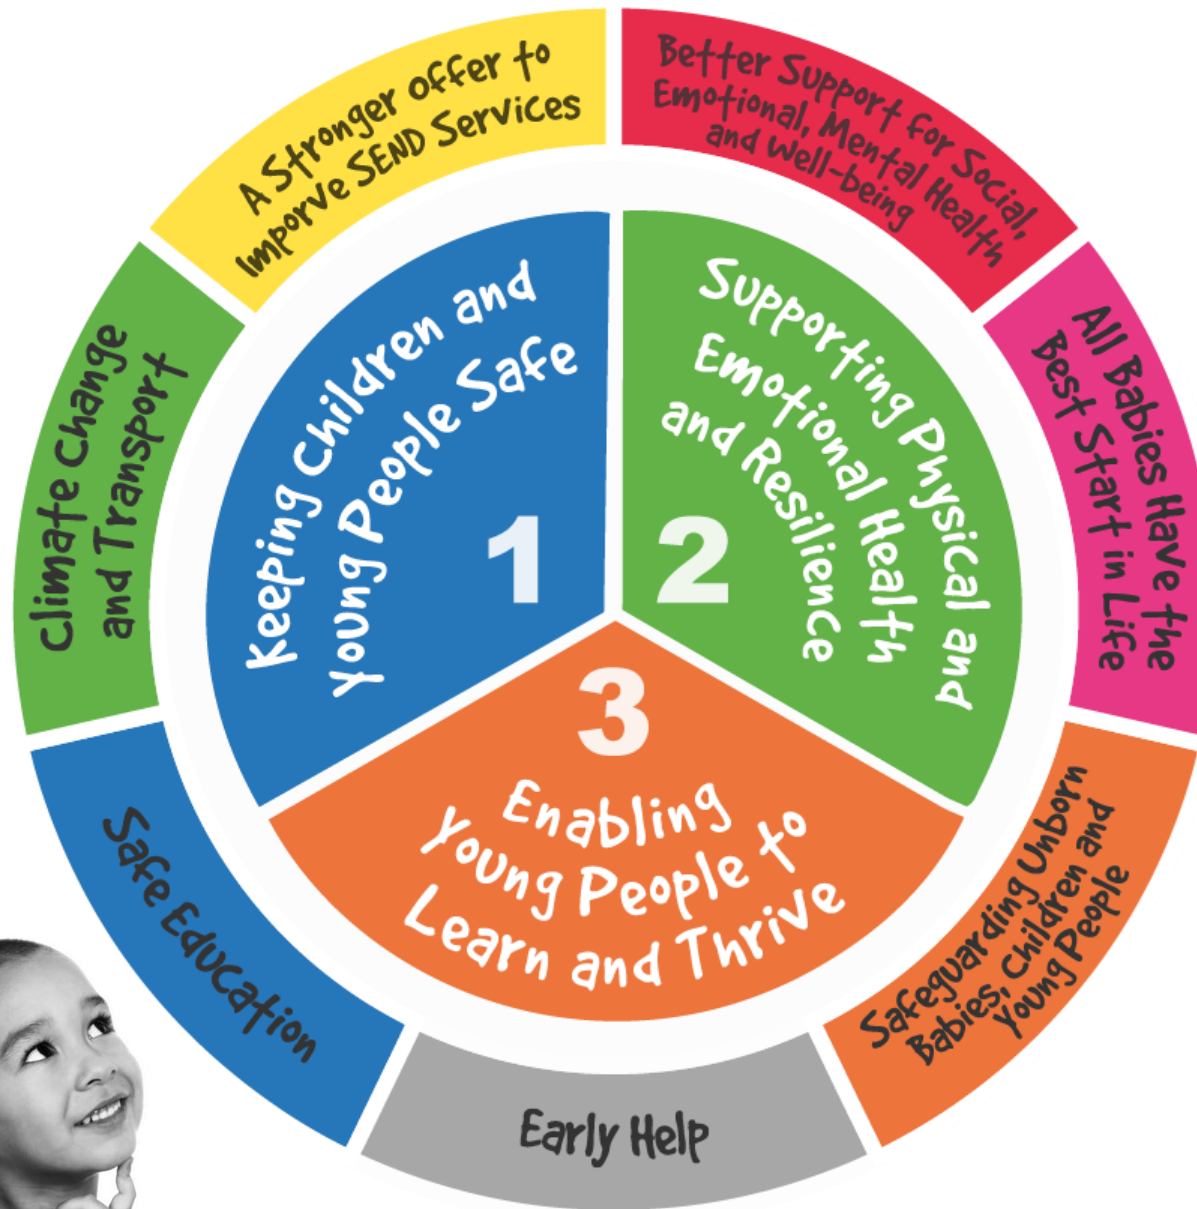 A Stronger offer to
Imporve SEND Services
Better Support for Social,
Emotional, Mental Health
and Well-being
All Babies Have the
Best Start in Life
Safeguarding Unborn
Babies, Children and
Young People
Early Help
Safe Education
Climate Change
and Transport
Keeping Children and
Young People Safe
1
Supporting Physical and
Emotional Health
and Resilience
2
3
Enabling
Young People to
Learn and Thrive